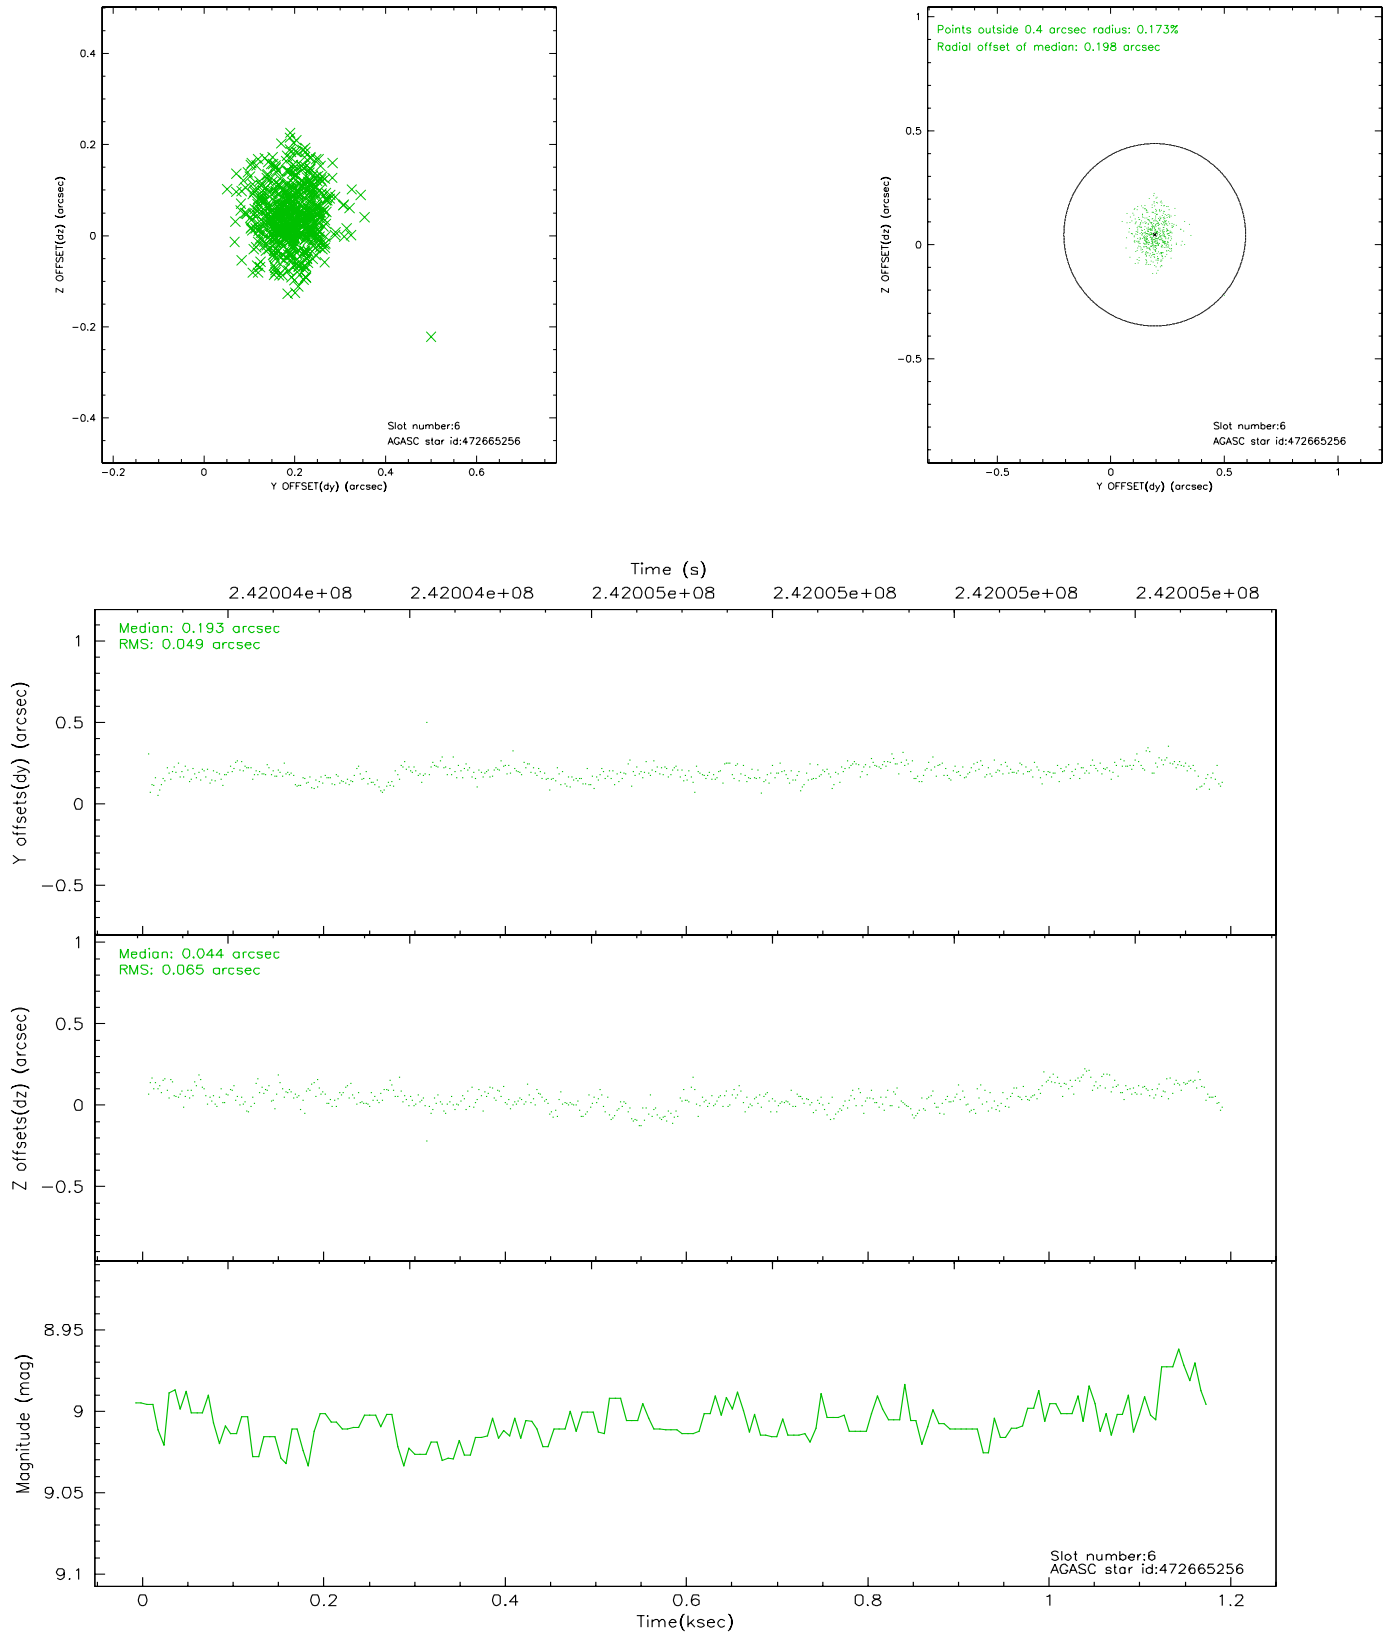 0.4
0.2
0
-0.2
-0.4
Z OFFSET(dz) (arcsec)
Slot number:6
AGASC star id:472665256
-0.2 0 0.2 0.4 0.6
Y OFFSET(dy) (arcsec)
Points outside 0.4 arcsec radius: 0.173%
Radial offset of median: 0.198 arcsec
1
0.5
0
-0.5
Z OFFSET(dz) (arcsec)
Slot number:6
AGASC star id:472665256
-0.5 0 0.5 1
Y OFFSET(dy) (arcsec)
Time (s)
2.42004e+08 2.42004e+08 2.42005e+08 2.42005e+08 2.42005e+08 2.42005e+08
Median: 0.193 arcsec
RMS: 0.049 arcsec
1
0.5
0
-0.5
Y offsets(dy) (arcsec)
Median: 0.044 arcsec
RMS: 0.065 arcsec
1
0.5
0
-0.5
Z offsets(dz) (arcsec)
8.95
9
9.05
9.1
Magnitude (mag)
Slot number:6
AGASC star id:472665256
0 0.2 0.4 0.6 0.8 1 1.2
Time(ksec)